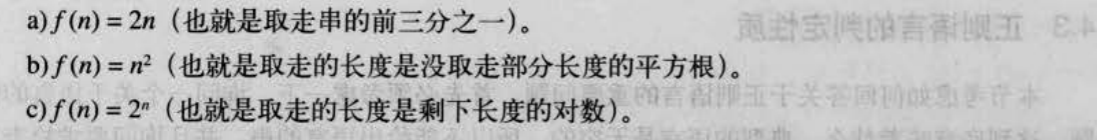 a) f(n) = 2n（也就是取走串的前三分之一）。
b) f(n) = n²（也就是取走的长度是没取走部分长度的平方根）。
c) f(n) = 2ⁿ（也就是取走的长度是剩下长度的对数）。